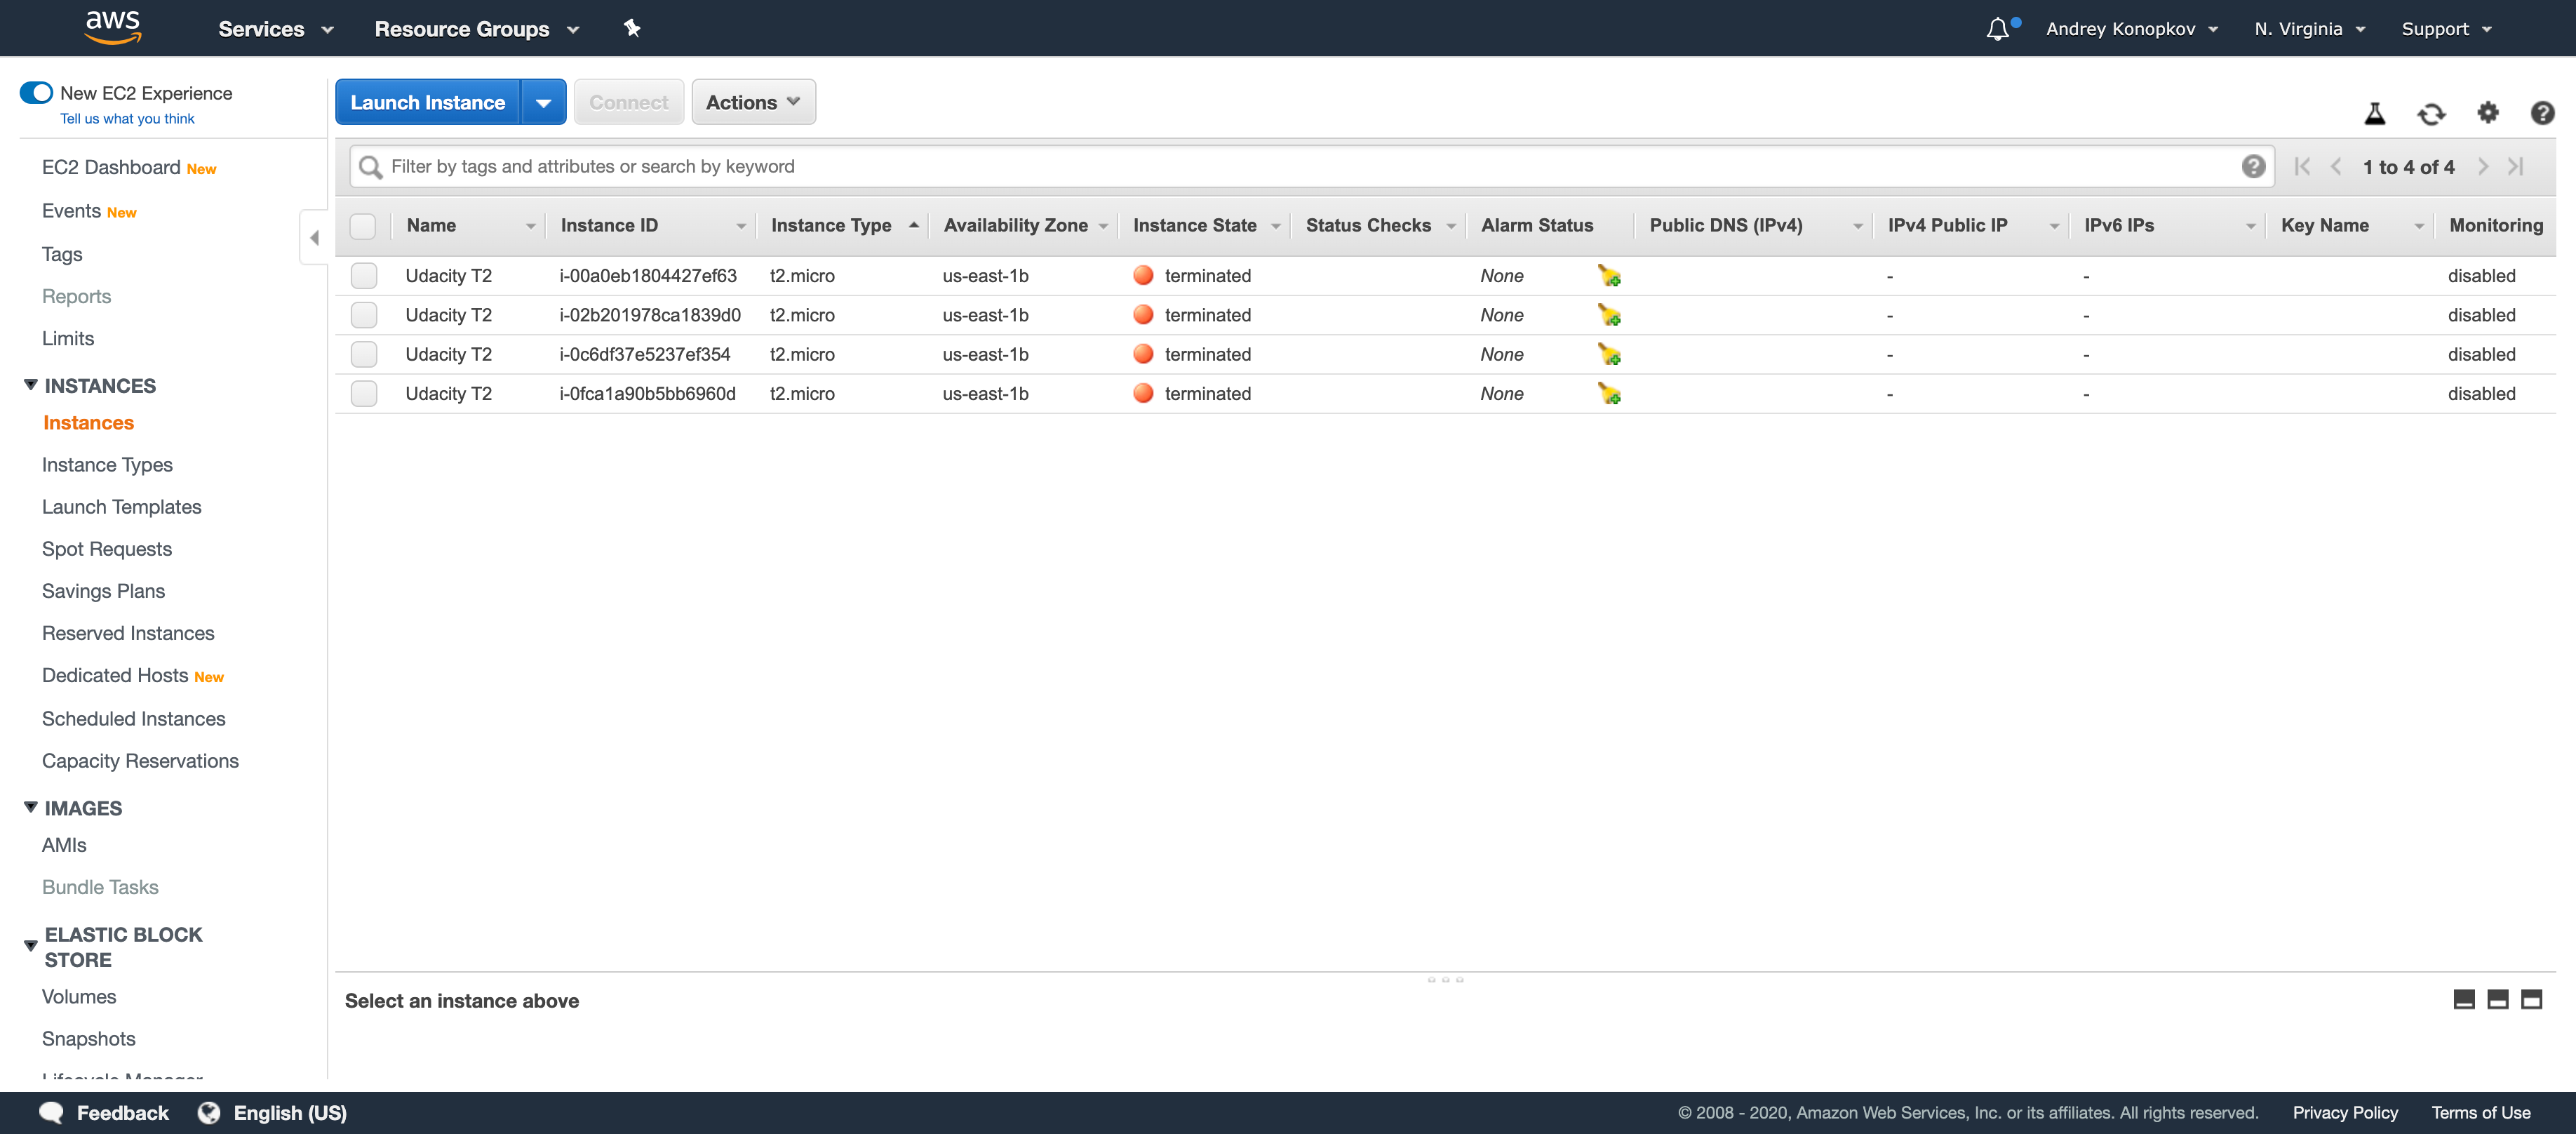 aws Services Resource Groups Andrey Konopkov N. Virginia Support
New EC2 Experience
Tell us what you think
EC2 Dashboard New
Events New
Tags
Reports
Limits
INSTANCES
Instances
Instance Types
Launch Templates
Spot Requests
Savings Plans
Reserved Instances
Dedicated Hosts New
Scheduled Instances
Capacity Reservations
IMAGES
AMIs
Bundle Tasks
ELASTIC BLOCK
STORE
Volumes
Snapshots
Lifecycle Manager
Launch Instance Connect Actions
Filter by tags and attributes or search by keyword 1 to 4 of 4
Name Instance ID Instance Type Availability Zone Instance State Status Checks Alarm Status Public DNS (IPv4) IPv4 Public IP IPv6 IPs Key Name Monitoring
Udacity T2 i-00a0eb1804427ef63 t2.micro us-east-1b terminated None - - disabled
Udacity T2 i-02b201978ca1839d0 t2.micro us-east-1b terminated None - - disabled
Udacity T2 i-0c6df37e5237ef354 t2.micro us-east-1b terminated None - - disabled
Udacity T2 i-0fca1a90b5bb6960d t2.micro us-east-1b terminated None - - disabled
Select an instance above
Feedback English (US) © 2008 - 2020, Amazon Web Services, Inc. or its affiliates. All rights reserved. Privacy Policy Terms of Use